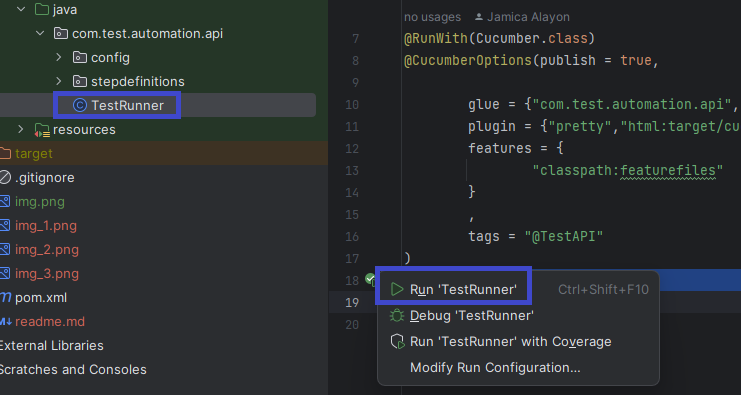 java
com.test.automation.api
config
stepdefinitions
TestRunner
resources
target
.gitignore
img.png
img_1.png
img_2.png
img_3.png
pom.xml
readme.md
External Libraries
Scratches and Consoles
no usages Jamica Alayon
7 @RunWith(Cucumber.class)
8 @CucumberOptions(publish = true,
9
10 glue = {"com.test.automation.api",
11 plugin = {"pretty","html:target/cu
12 features = {
13 "classpath:featurefiles"
14 }
15 ,
16 tags = "@TestAPI"
17 )
18
19
20
Run 'TestRunner' Ctrl+Shift+F10
Debug 'TestRunner'
Run 'TestRunner' with Coverage
Modify Run Configuration...